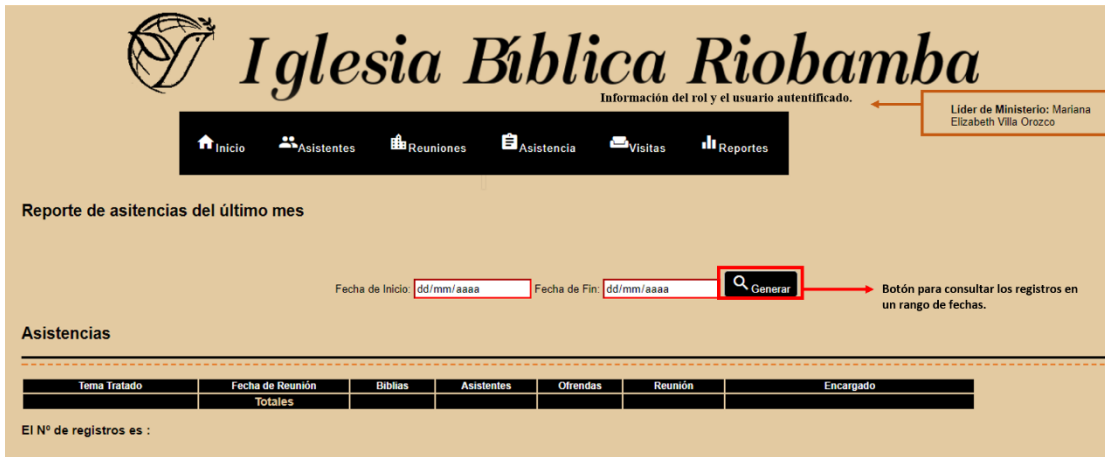 Iglesia Bíblica Riobamba
Información del rol y el usuario autentificado.
Líder de Ministerio: Mariana
Elizabeth Villa Orozco
Inicio Asistentes Reuniones Asistencia Visitas Reportes
Reporte de asitencias del último mes
Fecha de Inicio: dd/mm/aaaa Fecha de Fin: dd/mm/aaaa Generar
Botón para consultar los registros en
un rango de fechas.
Asistencias
Tema Tratado Fecha de Reunión Biblias Asistentes Ofrendas Reunión Encargado
Totales
El Nº de registros es :